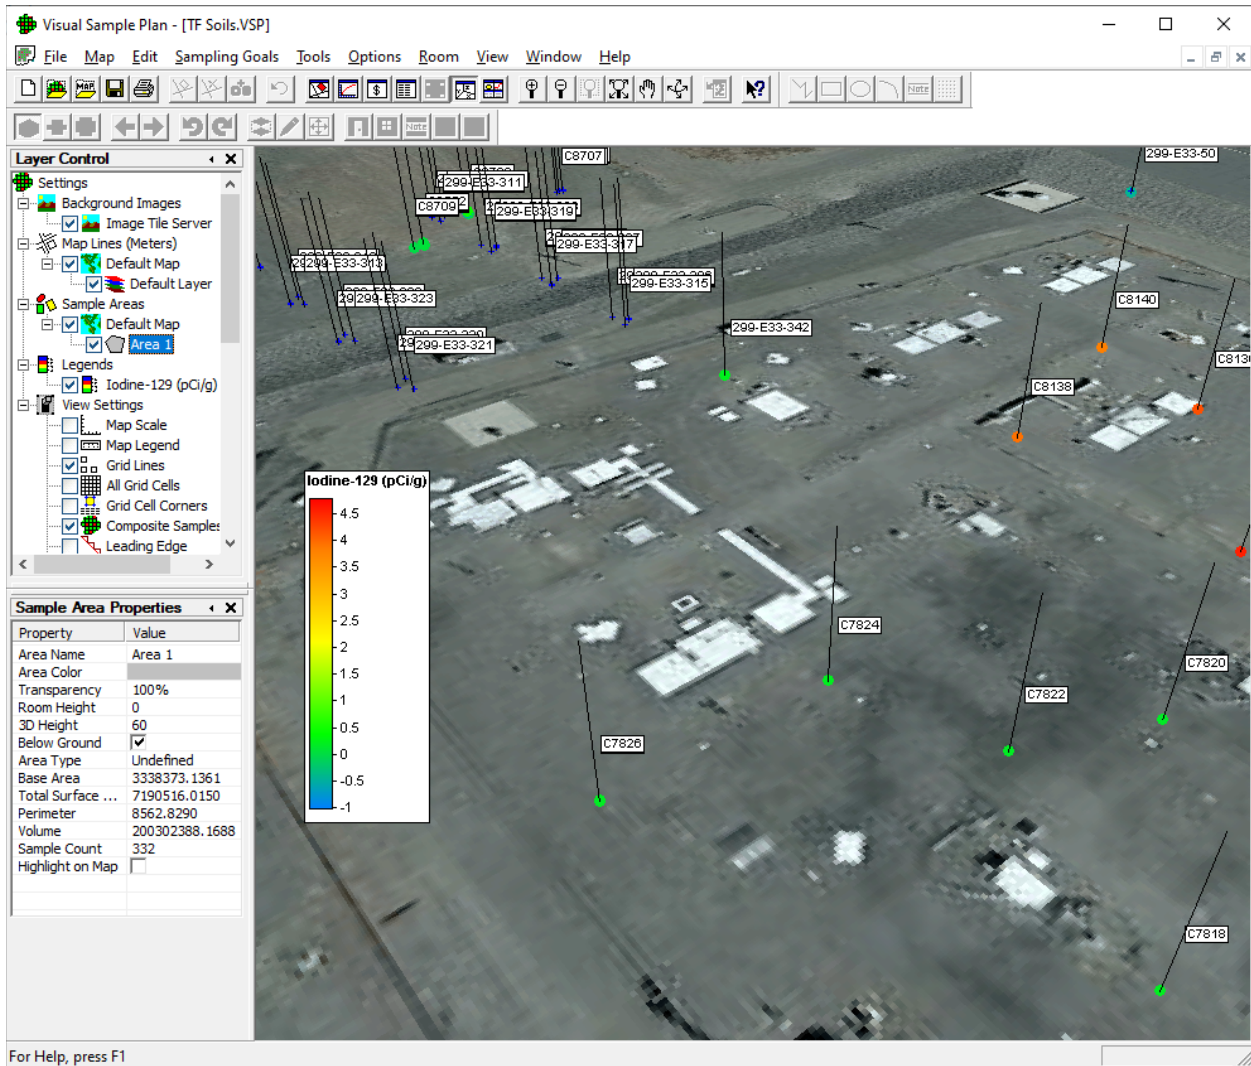 Visual Sample Plan - [TF Soils.VSP]
File Map Edit Sampling Goals Tools Options Room View Window Help
MAP
$
Note
Note
Layer Control
Settings
Background Images
Image Tile Server
Map Lines (Meters)
Default Map
Default Layer
Sample Areas
Default Map
Area 1
Legends
Iodine-129 (pCi/g)
View Settings
Map Scale
Map Legend
Grid Lines
All Grid Cells
Grid Cell Corners
Composite Samples
Leading Edge
Sample Area Properties
Property Value
Area Name Area 1
Area Color
Transparency 100%
Room Height 0
3D Height 60
Below Ground
Area Type Undefined
Base Area 3338373.1361
Total Surface ... 7190516.0150
Perimeter 8562.8290
Volume 200302388.1688
Sample Count 332
Highlight on Map
C8707
299-E33-50
299-E33-311
C8709
299-E33-319
299-E33-317
299-E33-313
299-E33-315
299-E33-323
299-E33-342
299-E33-321
C8140
C8138
Iodine-129 (pCi/g)
4.5
4
3.5
3
2.5
2
1.5
1
0.5
0
-0.5
-1
C7824
C7820
C7822
C7826
C7818
For Help, press F1